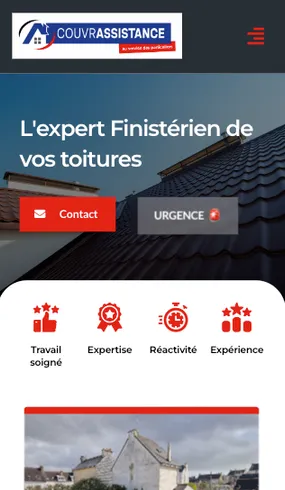 COUVRASSISTANCE
au service des particuliers
L'expert Finistérien de
vos toitures
Contact
URGENCE 🚨
Travail
soigné
Expertise
Réactivité
Expérience